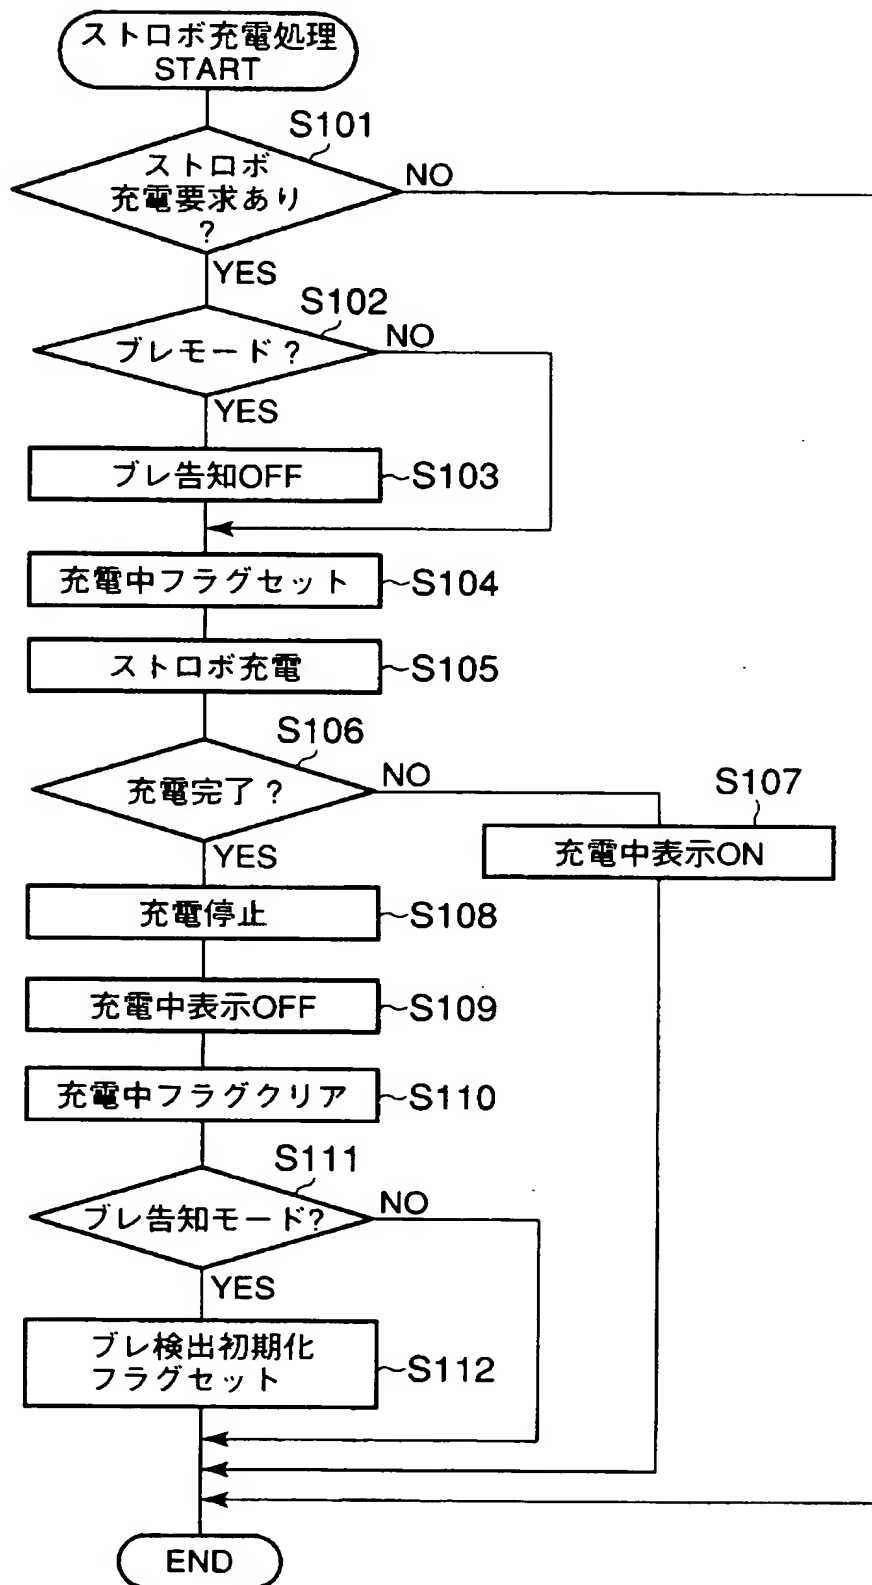 ストロボ充電処理
START
S101
ストロボ
充電要求あり
?
NO
YES
S102
ブレモード?
NO
YES
ブレ告知OFF
S103
充電中フラグセット
S104
ストロボ充電
S105
S106
充電完了?
NO
YES
S107
充電中表示ON
充電停止
S108
充電中表示OFF
S109
充電中フラグクリア
S110
S111
ブレ告知モード?
NO
YES
ブレ検出初期化
フラグセット
S112
END